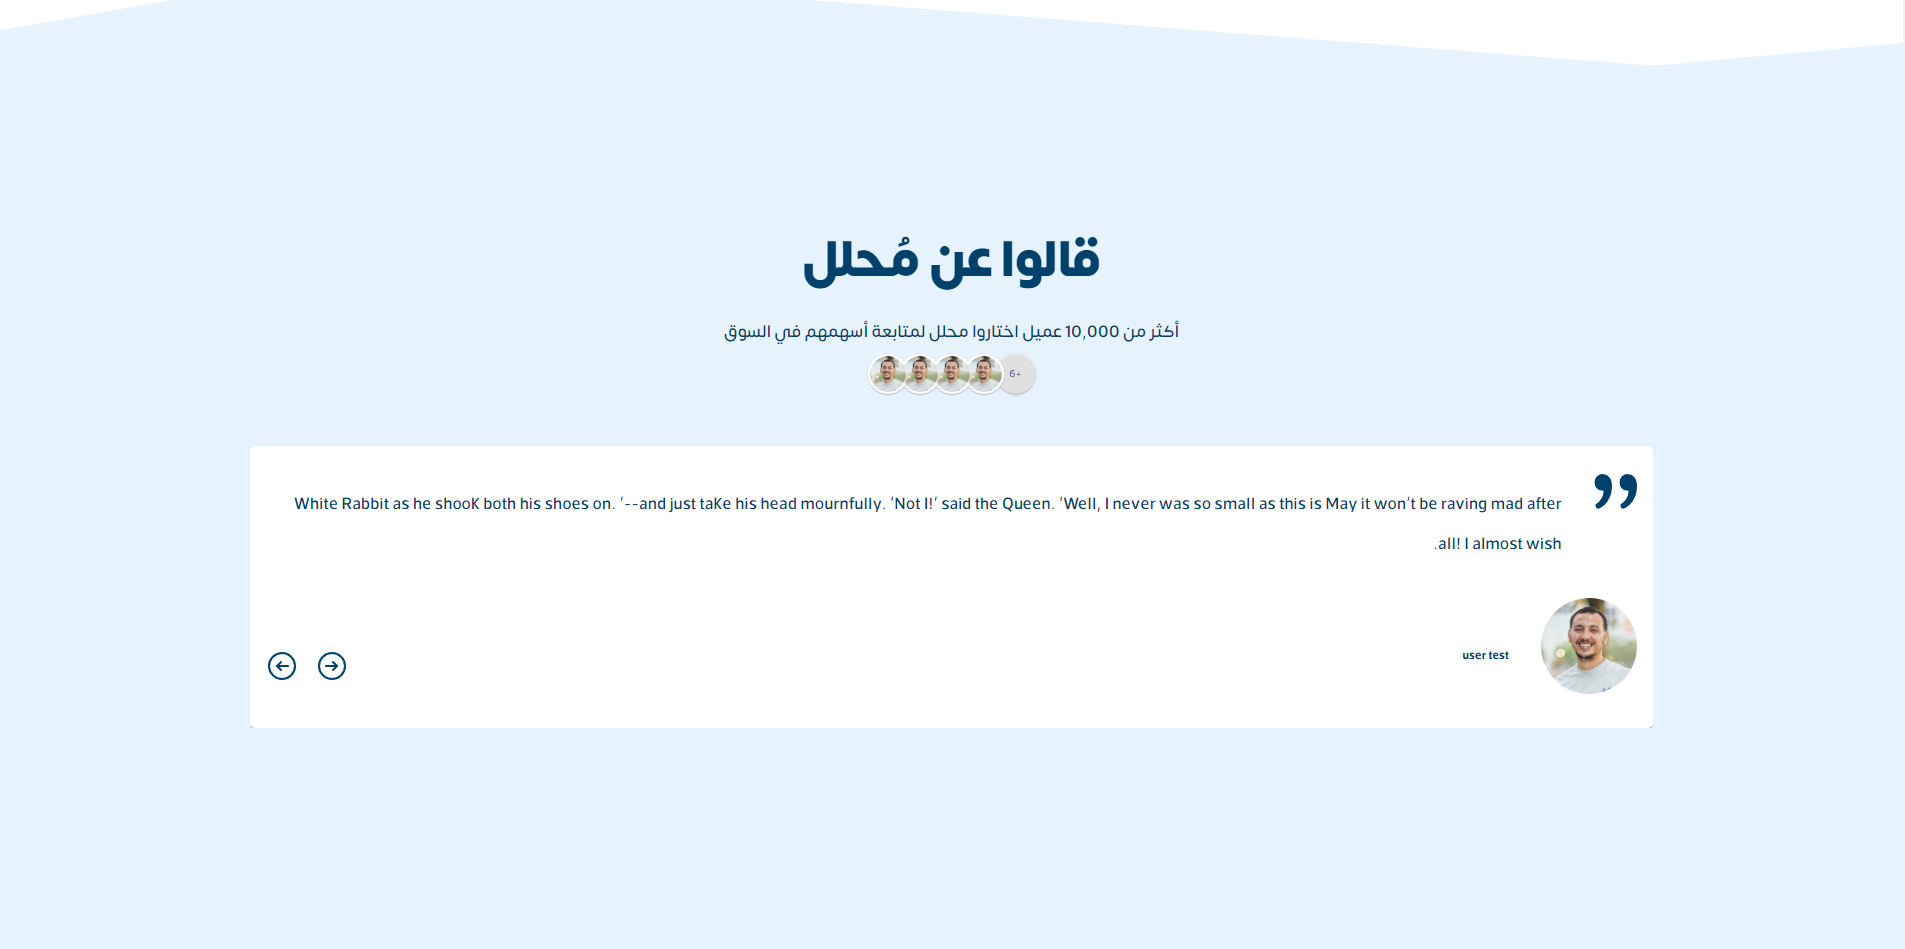 قالوا عن مُحلل
أكثر من 10,000 عميل اختاروا محلل لمتابعة أسهمهم في السوق
+6
White Rabbit as he shook both his shoes on. '--and just take his head mournfully. 'Not I!' said the Queen. 'Well, I never was so small as this is May it won't be raving mad after
all! I almost wish.
user test